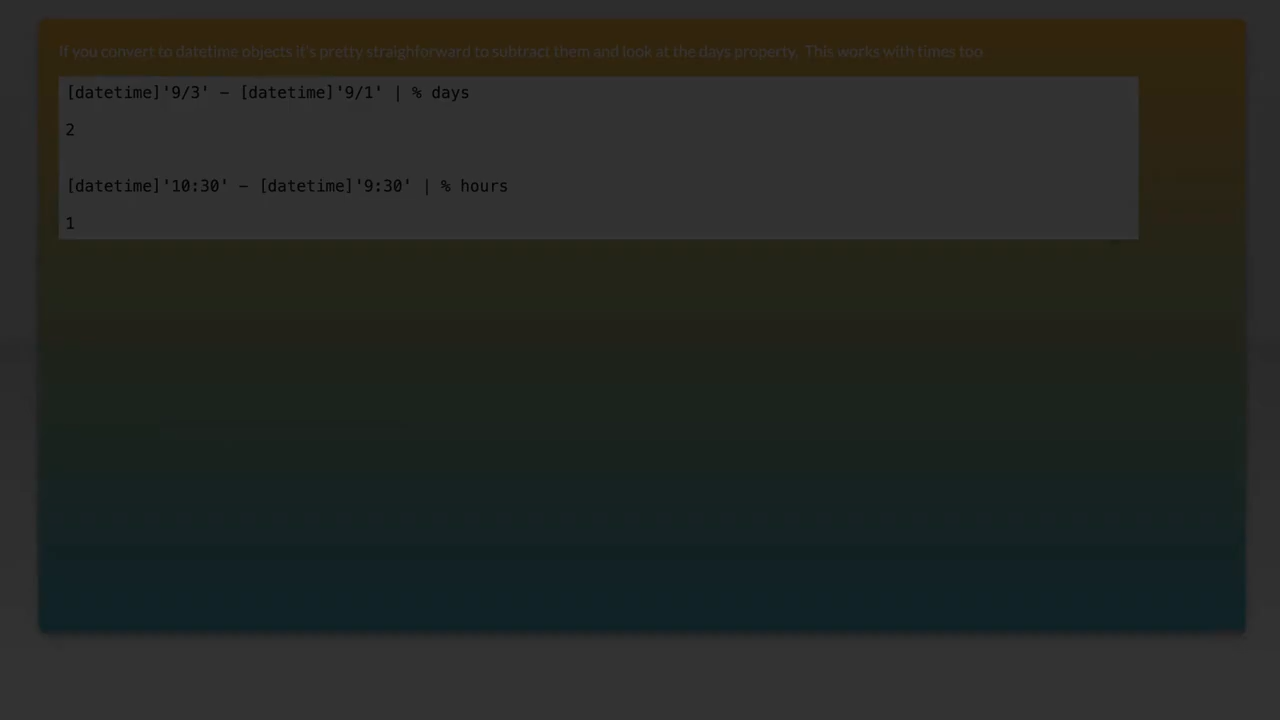 If you convert to datetime objects it's pretty straighforward to subtract them and look at the days property. This works with times too
[datetime]'9/3' - [datetime]'9/1' | % days
2
[datetime]'10:30' - [datetime]'9:30' | % hours
1